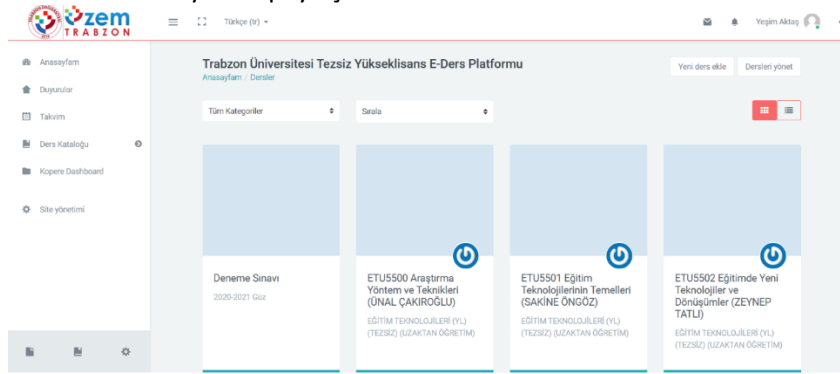 özem
TRABZON
Türkçe (tr)
Yeşim Aktaş
Anasayfam
Duyurular
Takvim
Ders Kataloğu
Kopere Dashboard
Site yönetimi
Trabzon Üniversitesi Tezsiz Yükseklisans E-Ders Platformu
Anasayfam / Dersler
Yeni ders ekle
Dersleri yönet
Tüm Kategoriler
Sırala
Deneme Sınavı
2020-2021 Güz
ETU5500 Araştırma
Yöntem ve Teknikleri
(ÜNAL ÇAKIROĞLU)
EĞİTİM TEKNOLOJİLERİ (YL)
(TEZSİZ) (UZAKTAN ÖĞRETİM)
ETU5501 Eğitim
Teknolojilerinin Temelleri
(SAKİNE ÖNGÖZ)
EĞİTİM TEKNOLOJİLERİ (YL)
(TEZSİZ) (UZAKTAN ÖĞRETİM)
ETU5502 Eğitimde Yeni
Teknolojiler ve
Dönüşümler (ZEYNEP
TATLI)
EĞİTİM TEKNOLOJİLERİ (YL)
(TEZSİZ) (UZAKTAN ÖĞRETİM)